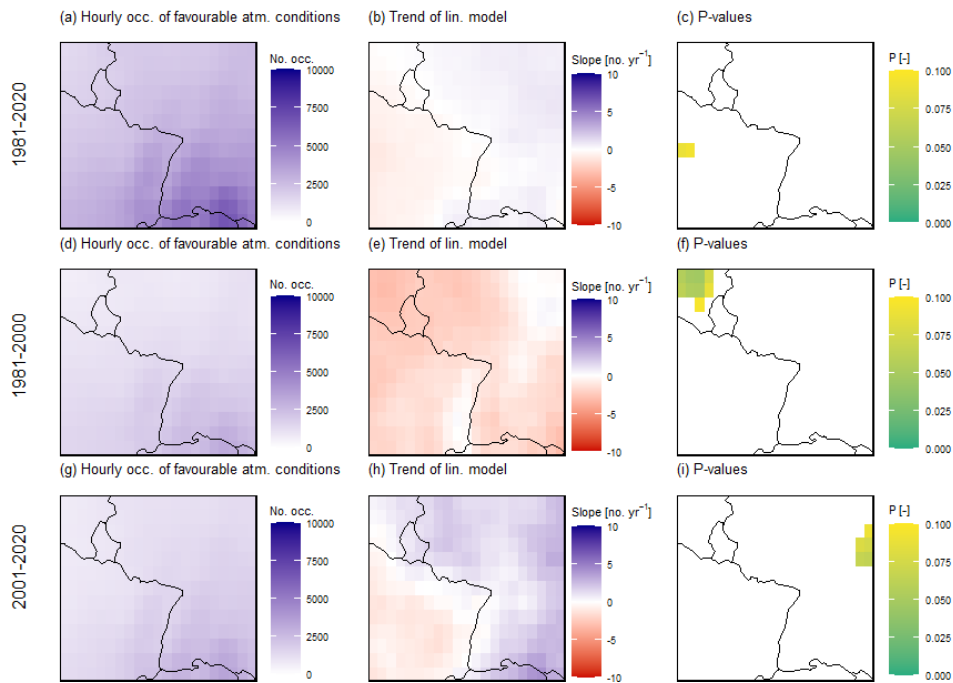 (a) Hourly occ. of favourable atm. conditions
(b) Trend of lin. model
(c) P-values
1981-2020
No. occ.
10000
7500
5000
2500
0
Slope [no. yr⁻¹]
10
5
0
-5
-10
P [-]
0.100
0.075
0.050
0.025
0.000
(d) Hourly occ. of favourable atm. conditions
(e) Trend of lin. model
(f) P-values
1981-2000
No. occ.
10000
7500
5000
2500
0
Slope [no. yr⁻¹]
10
5
0
-5
-10
P [-]
0.100
0.075
0.050
0.025
0.000
(g) Hourly occ. of favourable atm. conditions
(h) Trend of lin. model
(i) P-values
2001-2020
No. occ.
10000
7500
5000
2500
0
Slope [no. yr⁻¹]
10
5
0
-5
-10
P [-]
0.100
0.075
0.050
0.025
0.000